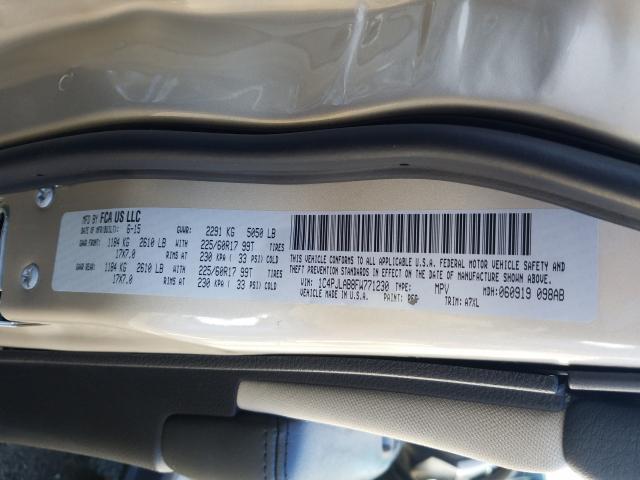 MFD BY FCA US LLC
DATE OF MFR/BUILT: 6-15 GVWR: 2291 KG 5050 LB
GAWR FRONT: 1184 KG 2610 LB WITH 225/60R17 99T TIRES
17X7.0 RIMS AT 230 KPA ( 33 PSI) COLD
GAWR REAR: 1184 KG 2610 LB WITH 225/60R17 99T TIRES
17X7.0 RIMS AT 230 KPA ( 33 PSI) COLD
THIS VEHICLE CONFORMS TO ALL APPLICABLE U.S.A. FEDERAL MOTOR VEHICLE SAFETY AND
THEFT PREVENTION STANDARDS IN EFFECT ON THE DATE OF MANUFACTURE SHOWN ABOVE.
VIN: 1C4PJLAB8FW771230 TYPE: MPV MDH: 060919 098AB
VEHICLE MADE IN U.S.A. PAINT: TRIM: A7XL